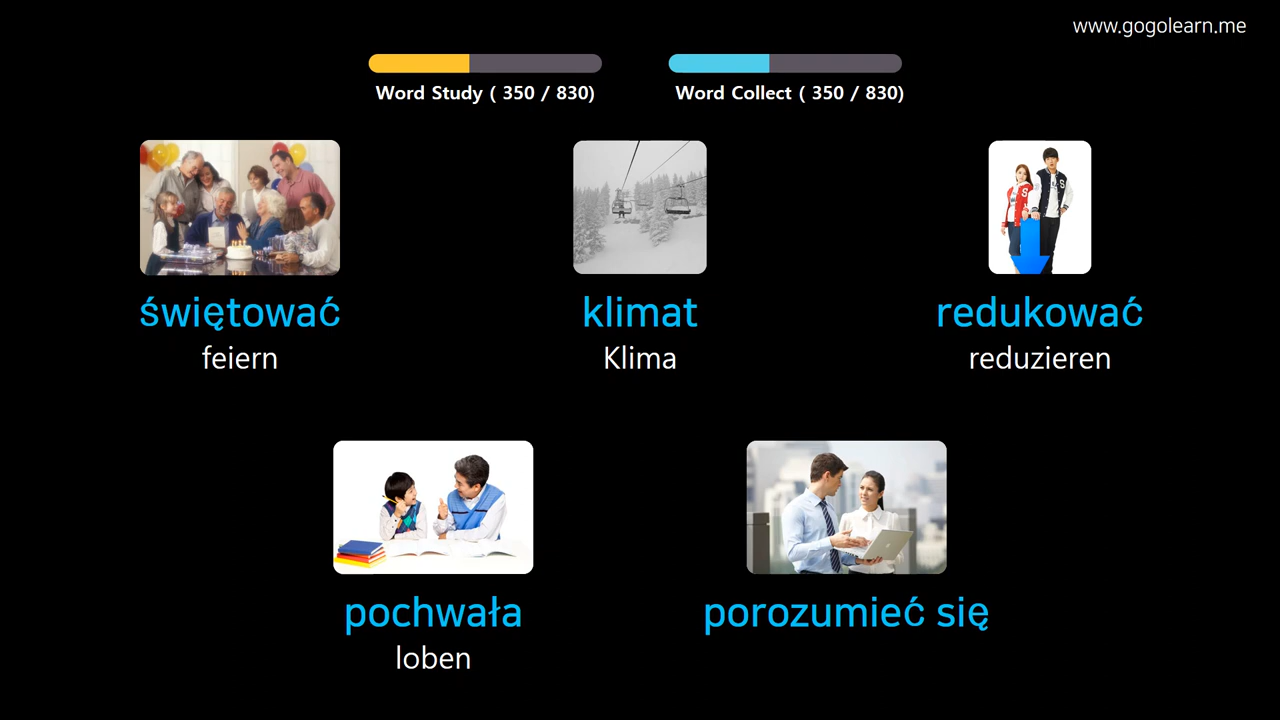 www.gogolearn.me
Word Study ( 350 / 830)
Word Collect ( 350 / 830)
świętować
feiern
klimat
Klima
redukować
reduzieren
pochwała
loben
porozumieć się